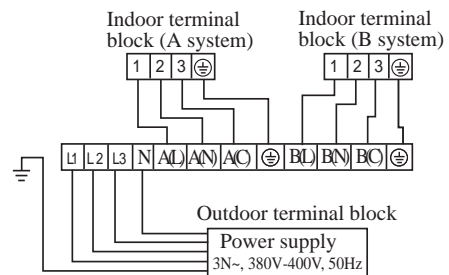 Indoor terminal
block (A system)
Indoor terminal
block (B system)
1 2 3
1 2 3
L1 L2 L3 N A(L) A(N) A(C) B(L) B(N) B(C)
Outdoor terminal block
Power supply
3N~, 380V-400V, 50Hz